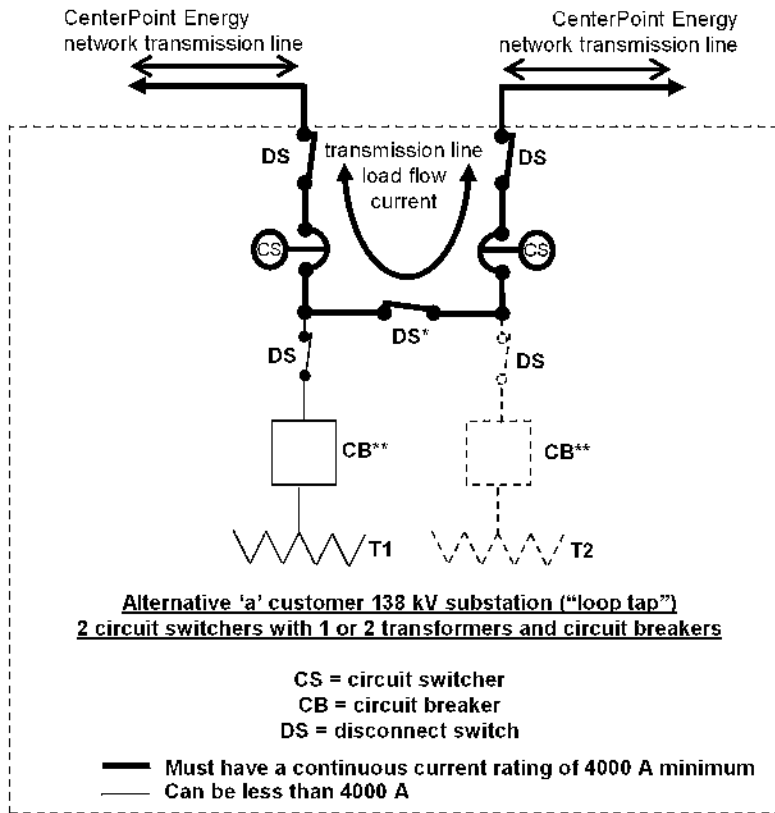 CenterPoint Energy
network transmission line
CenterPoint Energy
network transmission line
DS
transmission line
load flow
current
DS
CS
CS
DS*
DS
DS
CB**
CB**
T1
T2
Alternative ‘a’ customer 138 kV substation (“loop tap”)
2 circuit switchers with 1 or 2 transformers and circuit breakers
CS = circuit switcher
CB = circuit breaker
DS = disconnect switch
Must have a continuous current rating of 4000 A minimum
Can be less than 4000 A